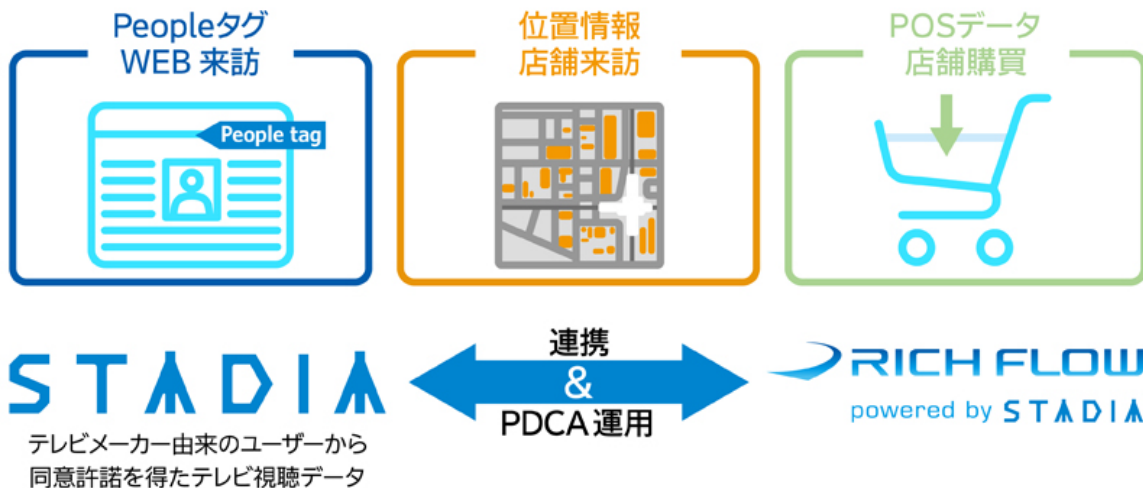 Peopleタグ
WEB 来訪
People tag
位置情報
店舗来訪
POSデータ
店舗購買
STADIA
テレビメーカー由来のユーザーから
同意許諾を得たテレビ視聴データ
連携
&
PDCA運用
RICH FLOW
powered by STADIA